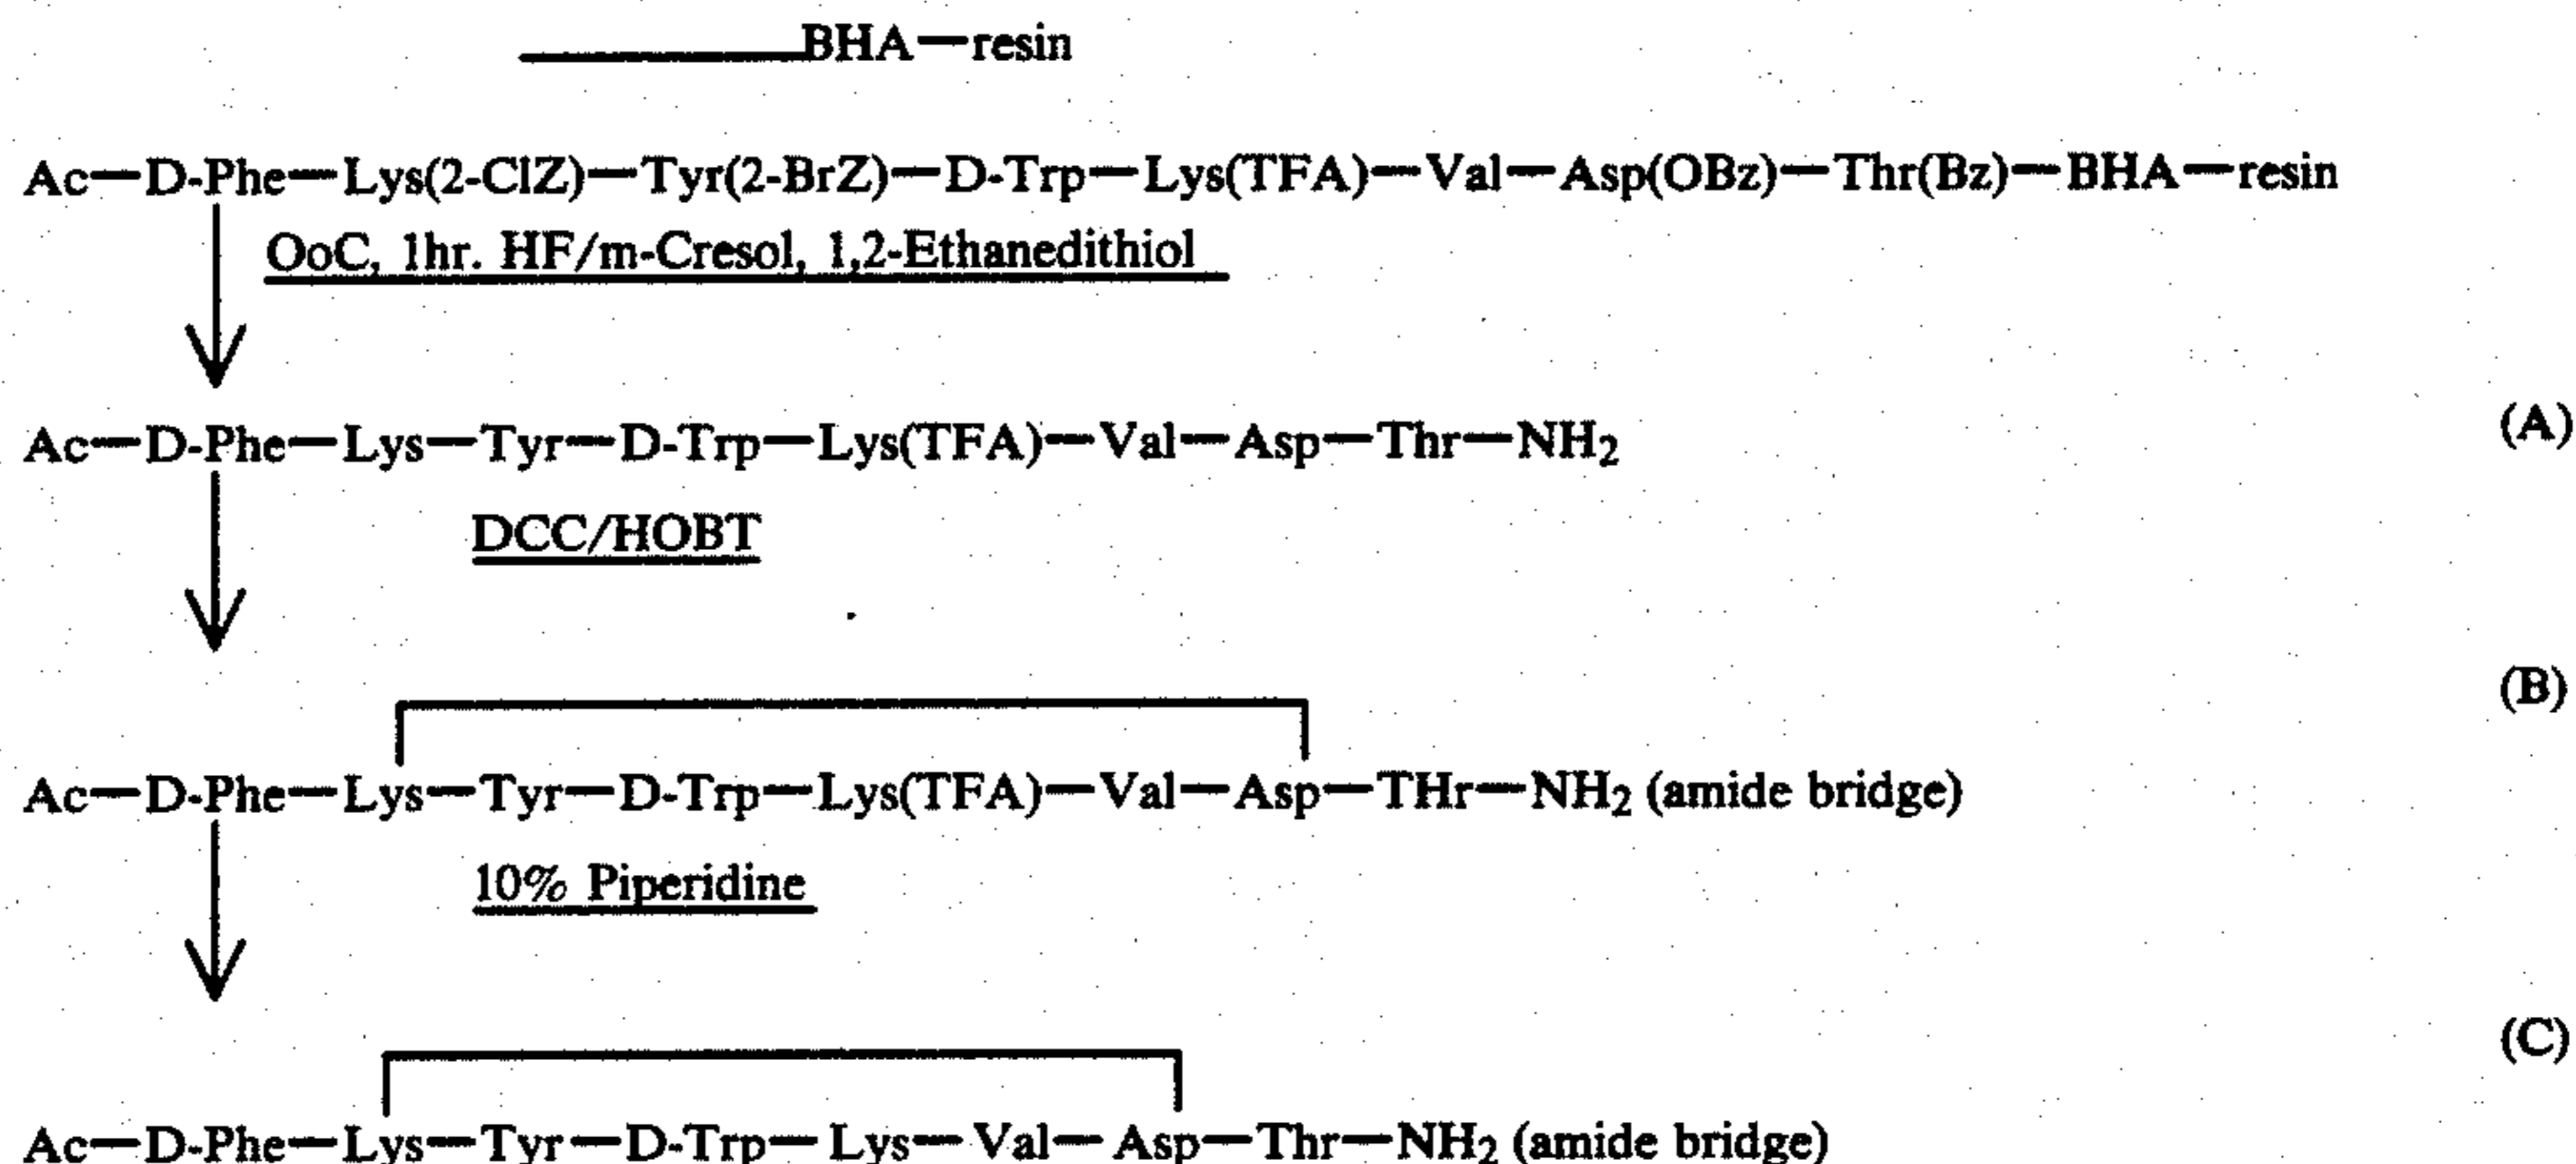 BHA—resin
Ac—D-Phe—Lys(2-ClZ)—Tyr(2-BrZ)—D-Trp—Lys(TFA)—Val—Asp(OBz)—Thr(Bz)—BHA—resin
OoC, 1hr. HF/m-Cresol, 1,2-Ethanedithiol
Ac—D-Phe—Lys—Tyr—D-Trp—Lys(TFA)—Val—Asp—Thr—NH₂ (A)
DCC/HOBT
(B)
Ac—D-Phe—Lys—Tyr—D-Trp—Lys(TFA)—Val—Asp—THr—NH₂ (amide bridge)
10% Piperidine
(C)
Ac—D-Phe—Lys—Tyr—D-Trp—Lys—Val—Asp—Thr—NH₂ (amide bridge)